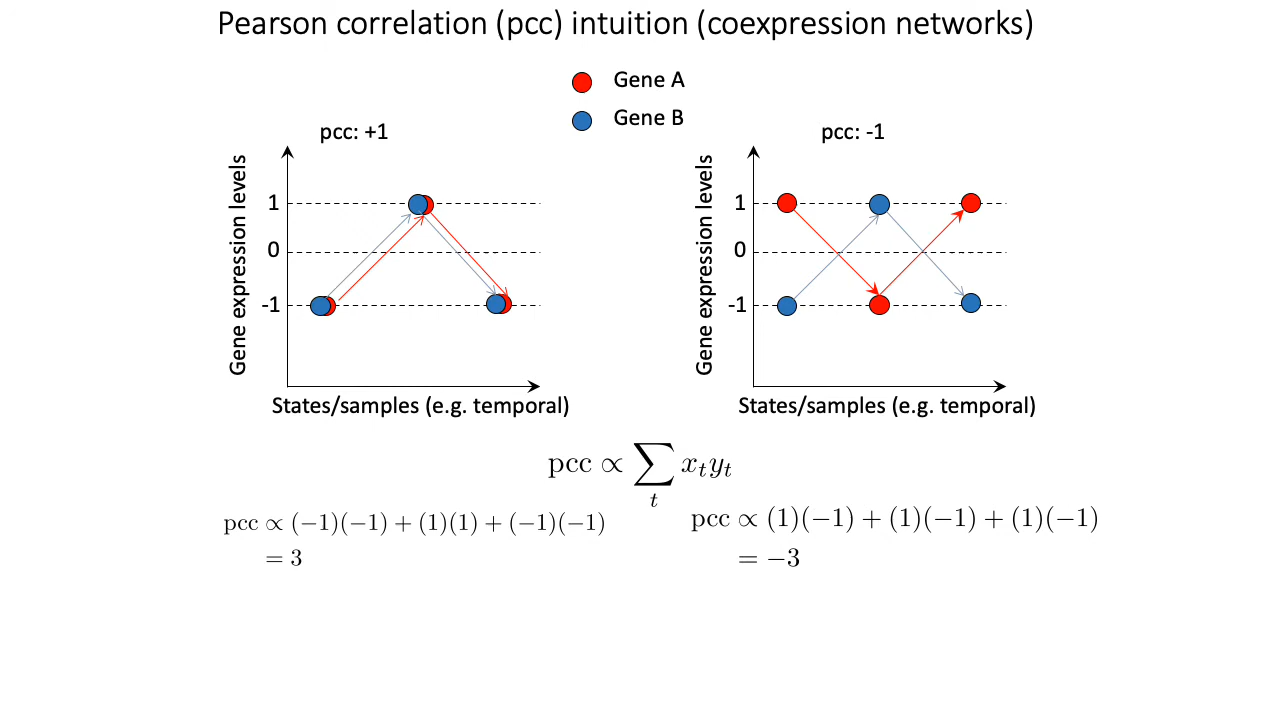 Pearson correlation (pcc) intuition (coexpression networks)
Gene A
Gene B
pcc: +1
Gene expression levels
1
0
-1
States/samples (e.g. temporal)
pcc: -1
Gene expression levels
1
0
-1
States/samples (e.g. temporal)
pcc ∝ ∑_t x_t y_t
pcc ∝ (−1)(−1) + (1)(1) + (−1)(−1)
= 3
pcc ∝ (1)(−1) + (1)(−1) + (1)(−1)
= −3